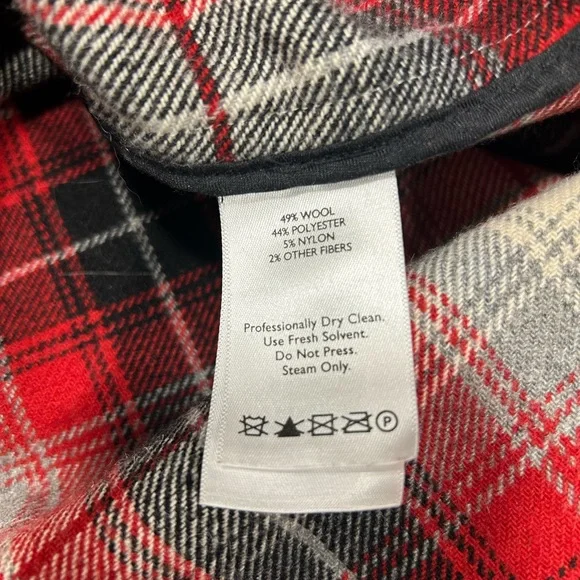 49% WOOL
44% POLYESTER
5% NYLON
2% OTHER FIBERS
Professionally Dry Clean.
Use Fresh Solvent.
Do Not Press.
Steam Only.
P